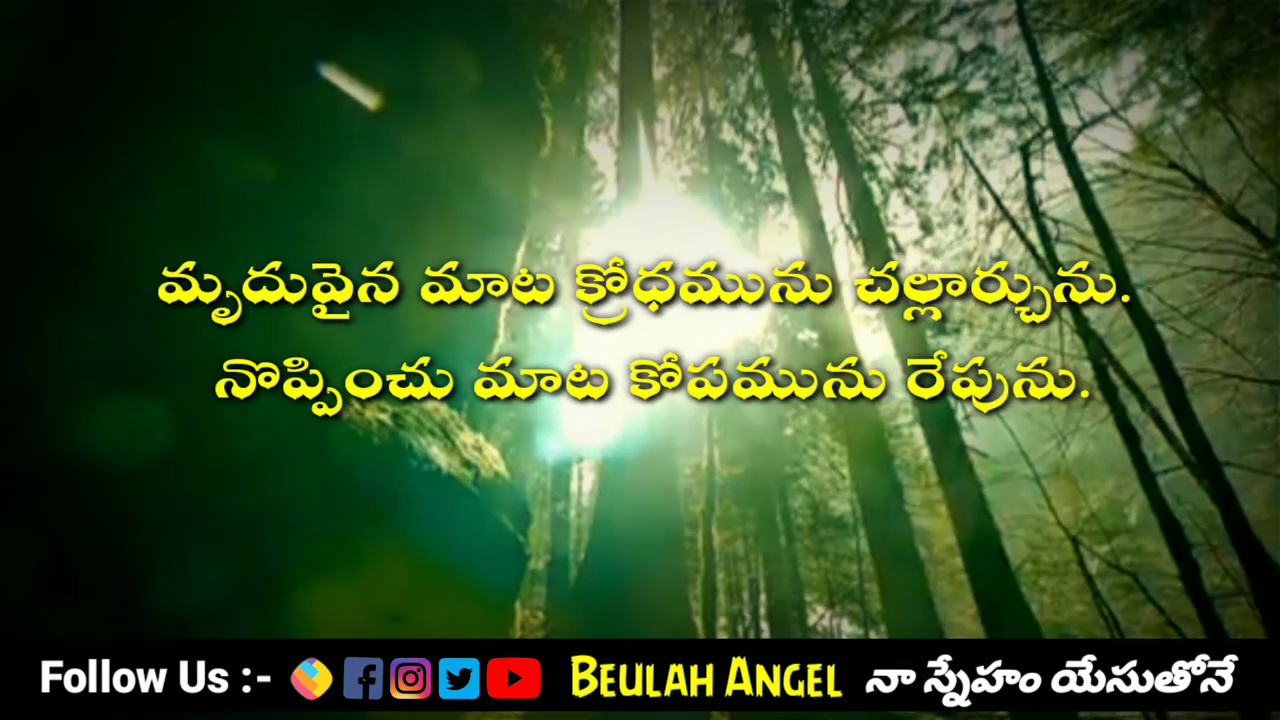 మృదువైన మాట క్రోధమును చల్లార్చును.
నొప్పించు మాట కోపమును రేపును.
Follow Us :- BEULAH ANGEL నా స్నేహం యేసుతోనే